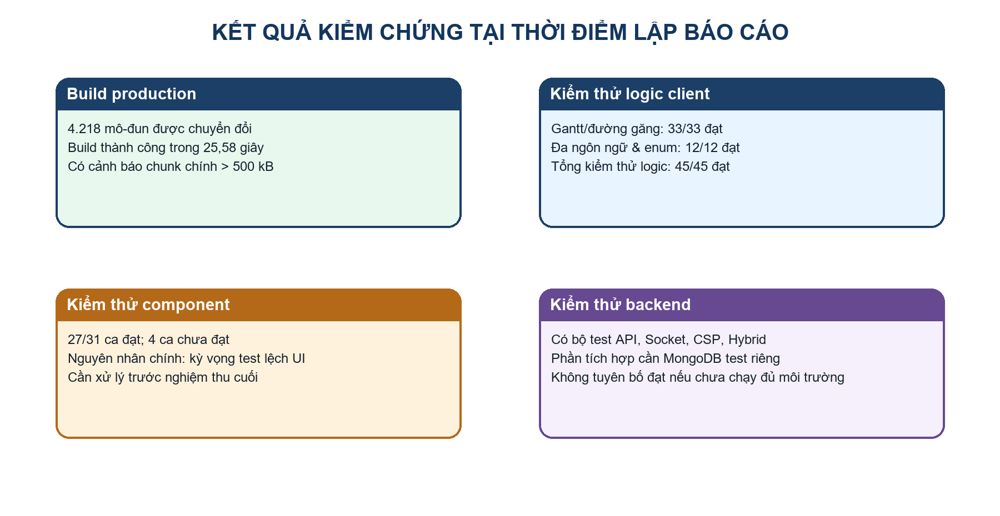 KẾT QUẢ KIỂM CHỨNG TẠI THỜI ĐIỂM LẬP BÁO CÁO
Build production
4.218 mô-đun được chuyển đổi
Build thành công trong 25,58 giây
Có cảnh báo chunk chính > 500 kB
Kiểm thử logic client
Gantt/đường găng: 33/33 đạt
Đa ngôn ngữ & enum: 12/12 đạt
Tổng kiểm thử logic: 45/45 đạt
Kiểm thử component
27/31 ca đạt; 4 ca chưa đạt
Nguyên nhân chính: kỳ vọng test lệch UI
Cần xử lý trước nghiệm thu cuối
Kiểm thử backend
Có bộ test API, Socket, CSP, Hybrid
Phần tích hợp cần MongoDB test riêng
Không tuyên bố đạt nếu chưa chạy đủ môi trường